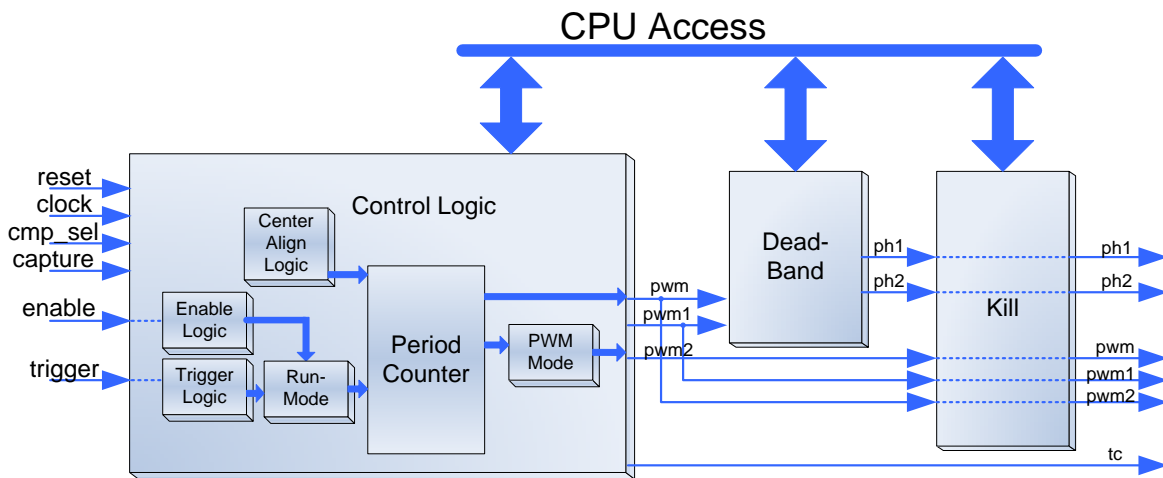 CPU Access
reset
clock
cmp_sel
capture
enable
trigger
Control Logic
Center
Align
Logic
Enable
Logic
Trigger
Logic
Run-
Mode
Period
Counter
PWM
Mode
pwm
pwm1
pwm2
Dead-
Band
ph1
ph2
Kill
ph1
ph2
pwm
pwm1
pwm2
tc